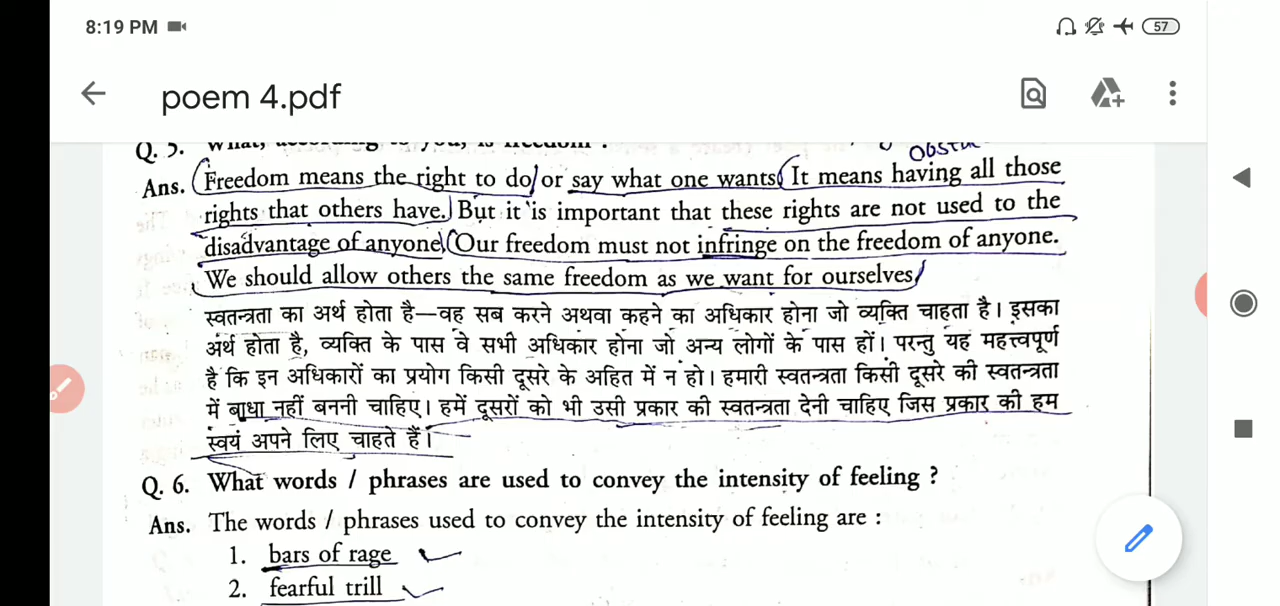 8:19 PM 57
poem 4.pdf
Q. 5. What, according to you, is freedom ?
Ans. Freedom means the right to do or say what one wants. It means having all those
rights that others have. But it is important that these rights are not used to the
disadvantage of anyone. Our freedom must not infringe on the freedom of anyone.
We should allow others the same freedom as we want for ourselves.
स्वतन्त्रता का अर्थ होता है—वह सब करने अथवा कहने का अधिकार होना जो व्यक्ति चाहता है। इसका
अर्थ होता है, व्यक्ति के पास वे सभी अधिकार होना जो अन्य लोगों के पास हों। परन्तु यह महत्त्वपूर्ण
है कि इन अधिकारों का प्रयोग किसी दूसरे के अहित में न हो। हमारी स्वतन्त्रता किसी दूसरे की स्वतन्त्रता
में बाधा नहीं बननी चाहिए। हमें दूसरों को भी उसी प्रकार की स्वतन्त्रता देनी चाहिए जिस प्रकार की हम
स्वयं अपने लिए चाहते हैं।
Q. 6. What words / phrases are used to convey the intensity of feeling ?
Ans. The words / phrases used to convey the intensity of feeling are :
1. bars of rage
2. fearful trill